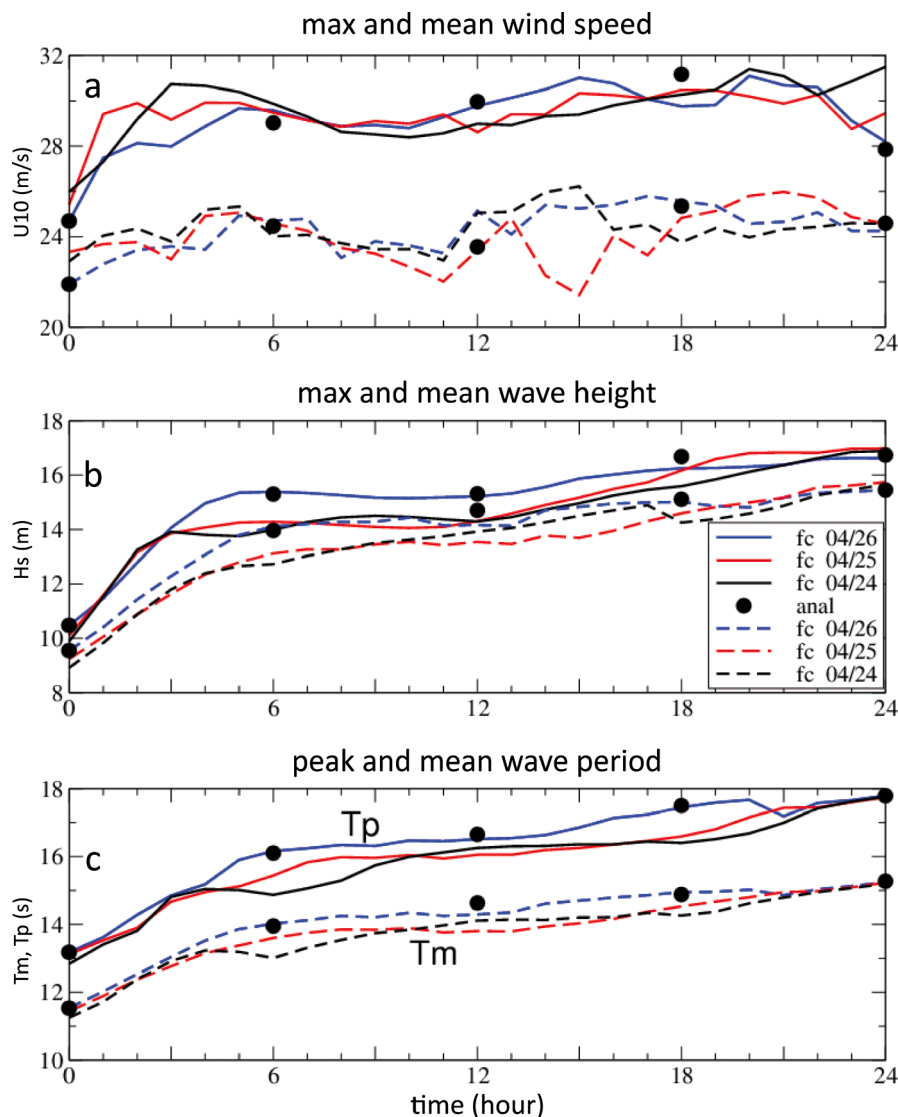 max and mean wind speed
a
U10 (m/s)
32
28
24
20
0
6
12
18
24
max and mean wave height
b
Hs (m)
18
16
14
12
10
8
fc 04/26
fc 04/25
fc 04/24
anal
fc 04/26
fc 04/25
fc 04/24
0
6
12
18
24
peak and mean wave period
c
Tm, Tp (s)
18
16
14
12
10
Tp
Tm
0
6
12
18
24
time (hour)